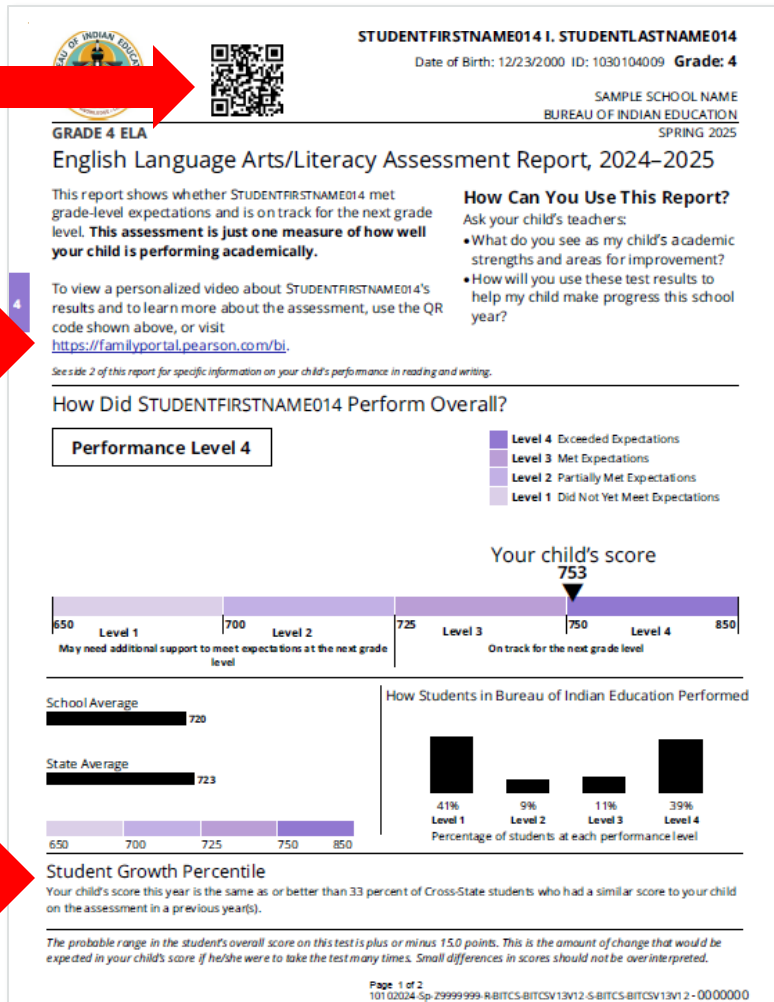 STUDENTFIRSTNAME014 I. STUDENTLASTNAME014
Date of Birth: 12/23/2000 ID: 1030104009 Grade: 4
SAMPLE SCHOOL NAME
BUREAU OF INDIAN EDUCATION
GRADE 4 ELA
SPRING 2025
English Language Arts/Literacy Assessment Report, 2024–2025
This report shows whether STUDENTFIRSTNAME014 met
grade-level expectations and is on track for the next grade
level. This assessment is just one measure of how well
your child is performing academically.
To view a personalized video about STUDENTFIRSTNAME014's
results and to learn more about the assessment, use the QR
code shown above, or visit
https://familyportal.pearson.com/bi.
How Can You Use This Report?
Ask your child's teachers:
•What do you see as my child's academic
strengths and areas for improvement?
•How will you use these test results to
help my child make progress this school
year?
4
See side 2 of this report for specific information on your child's performance in reading and writing.
How Did STUDENTFIRSTNAME014 Perform Overall?
Performance Level 4
Level 4 Exceeded Expectations
Level 3 Met Expectations
Level 2 Partially Met Expectations
Level 1 Did Not Yet Meet Expectations
Your child's score
753
650 Level 1 700 Level 2 725 Level 3 750 Level 4 850
May need additional support to meet expectations at the next grade
level
On track for the next grade level
School Average
720
State Average
723
650 700 725 750 850
How Students in Bureau of Indian Education Performed
41% 9% 11% 39%
Level 1 Level 2 Level 3 Level 4
Percentage of students at each performance level
Student Growth Percentile
Your child's score this year is the same as or better than 33 percent of Cross-State students who had a similar score to your child
on the assessment in a previous year(s).
The probable range in the student's overall score on this test is plus or minus 15.0 points. This is the amount of change that would be
expected in your child's score if he/she were to take the test many times. Small differences in scores should not be overinterpreted.
Page 1 of 2
10102024-Sp-Z9999999-R-BITCS-BITCSV13V12-S-BITCS-BITCSV13V12 - 0000000